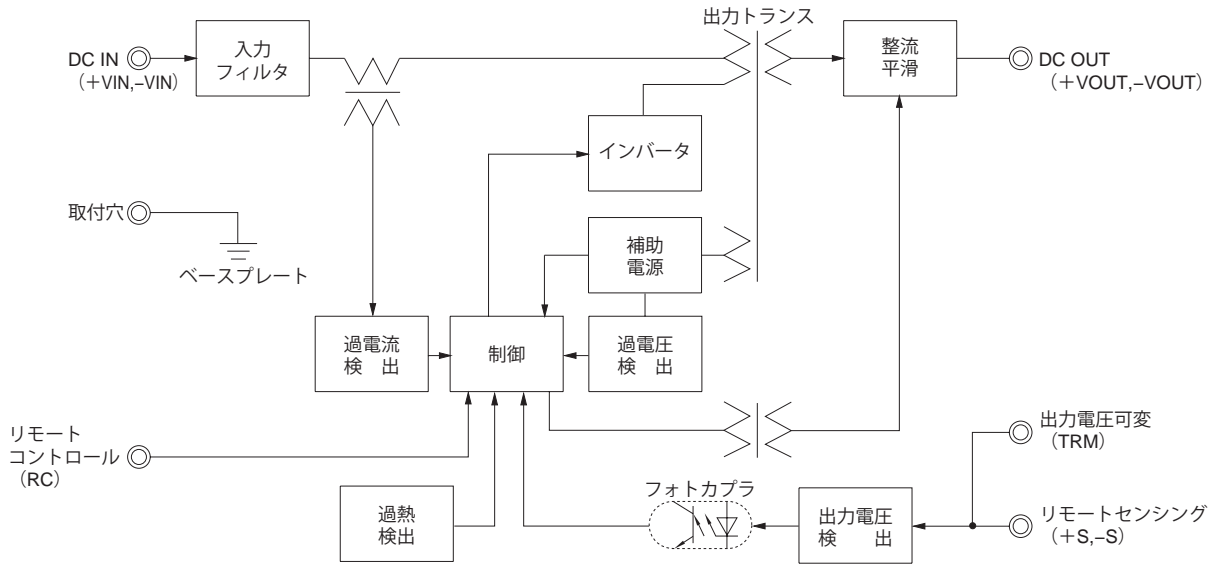 出力トランス
DC IN
（＋VIN,–VIN）
入力
フィルタ
整流
平滑
DC OUT
（＋VOUT,–VOUT）
インバータ
取付穴
ベースプレート
補助
電源
過電流
検　出
制御
過電圧
検　出
リモート
コントロール
（RC）
出力電圧可変
（TRM）
過熱
検出
フォトカプラ
出力電圧
検　出
リモートセンシング
（＋S,–S）